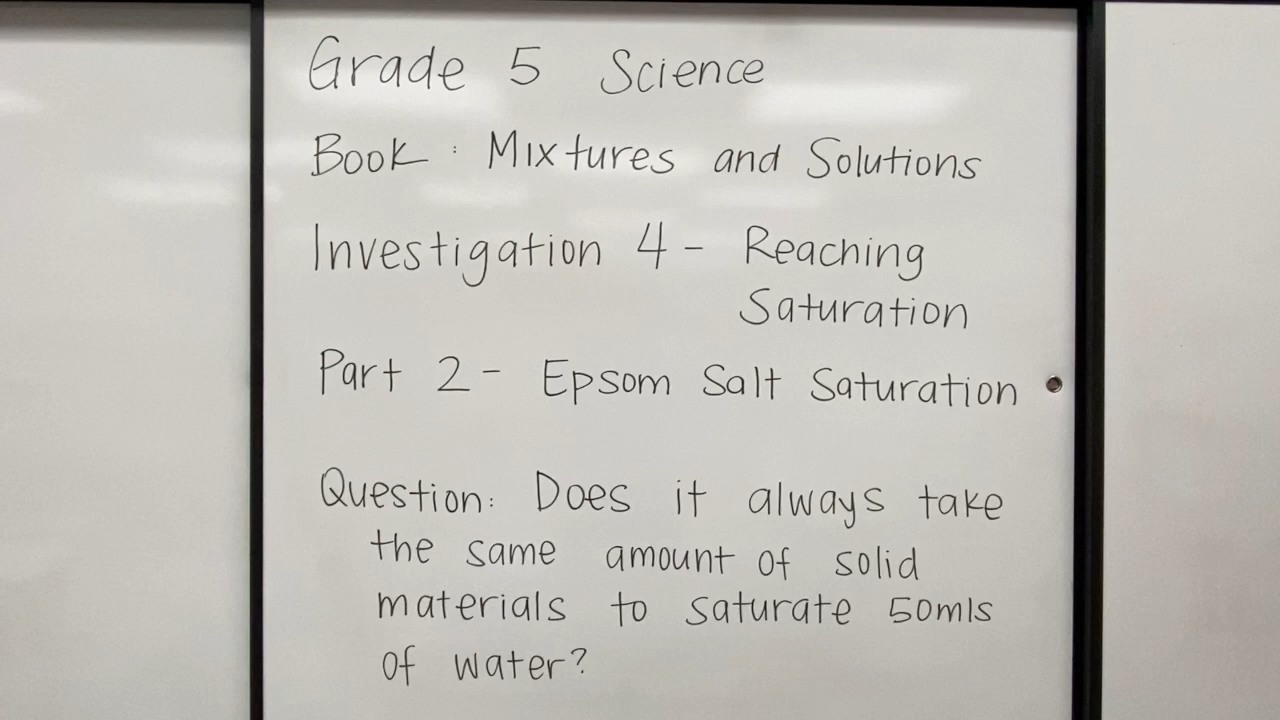 Grade 5 Science
Book: Mixtures and Solutions
Investigation 4 - Reaching
Saturation
Part 2 - Epsom Salt Saturation
Question: Does it always take
the same amount of solid
materials to saturate 50mls
of water?